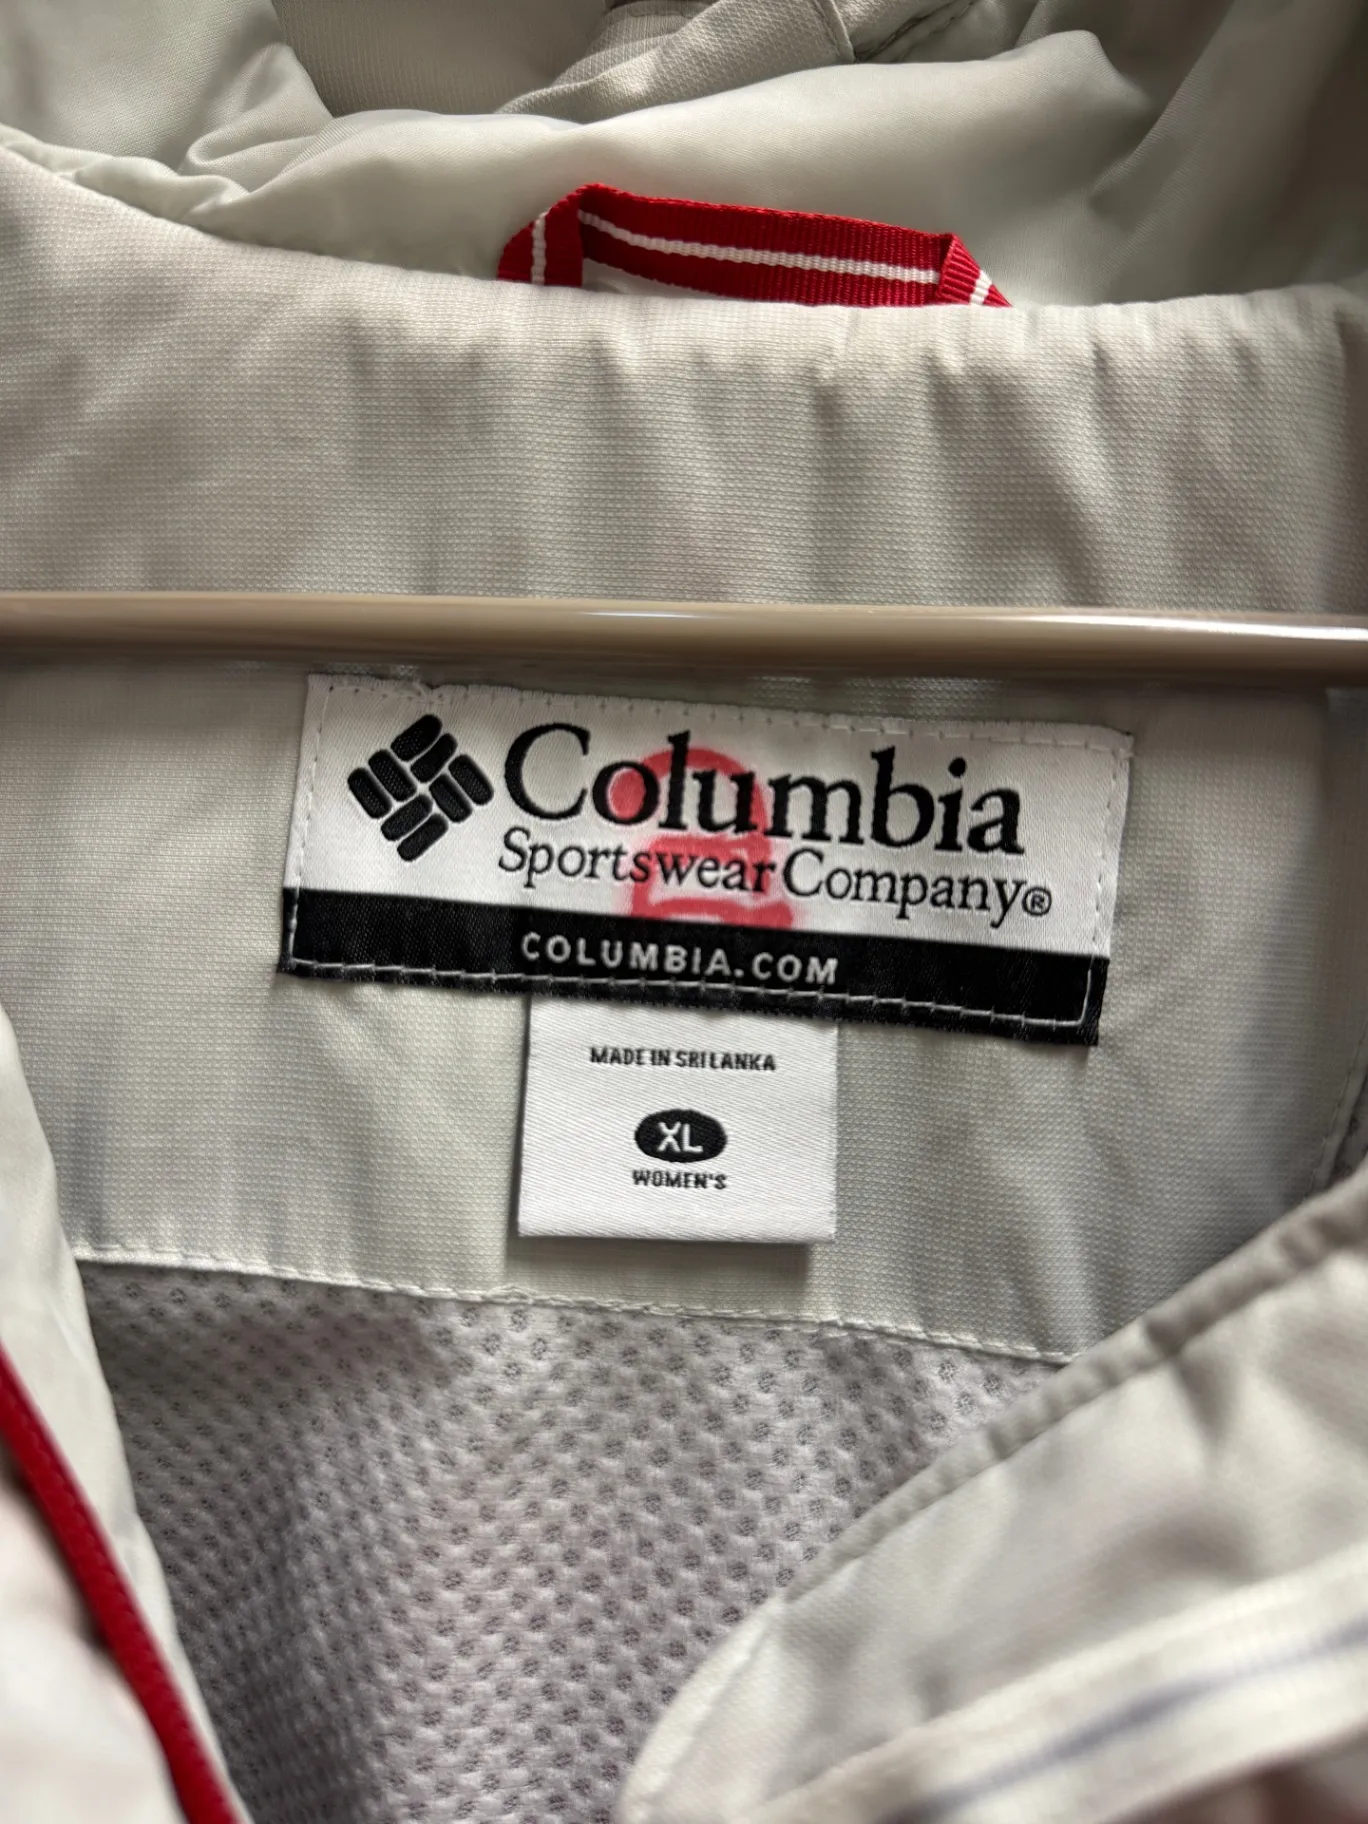 Columbia
Sportswear Company®
COLUMBIA.COM
MADE IN SRI LANKA
XL
WOMEN'S